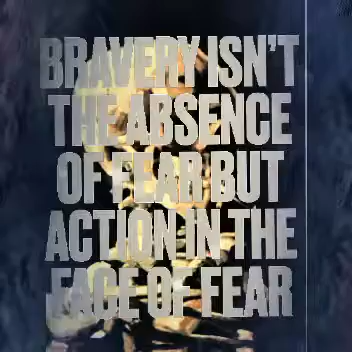 BRAVERY ISN'T
THE ABSENCE
OF FEAR BUT
ACTION IN THE
FACE OF FEAR